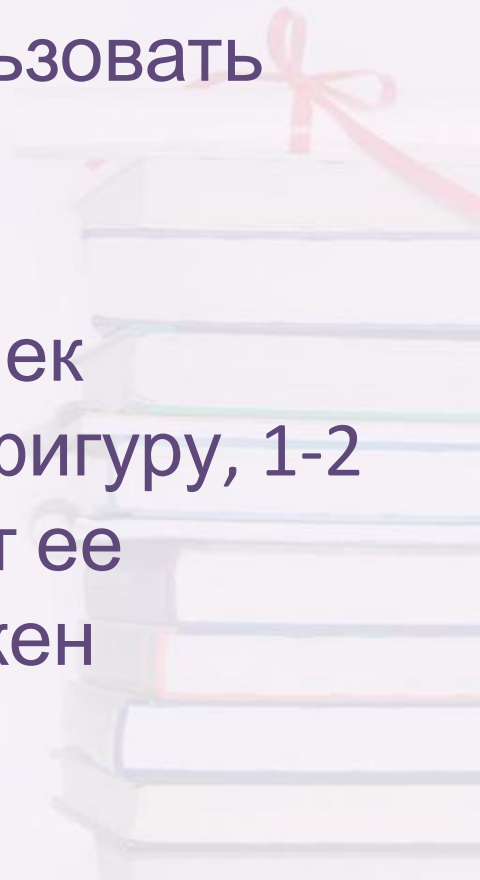 ьзовать
ек
фигуру, 1-2
т ее
жен